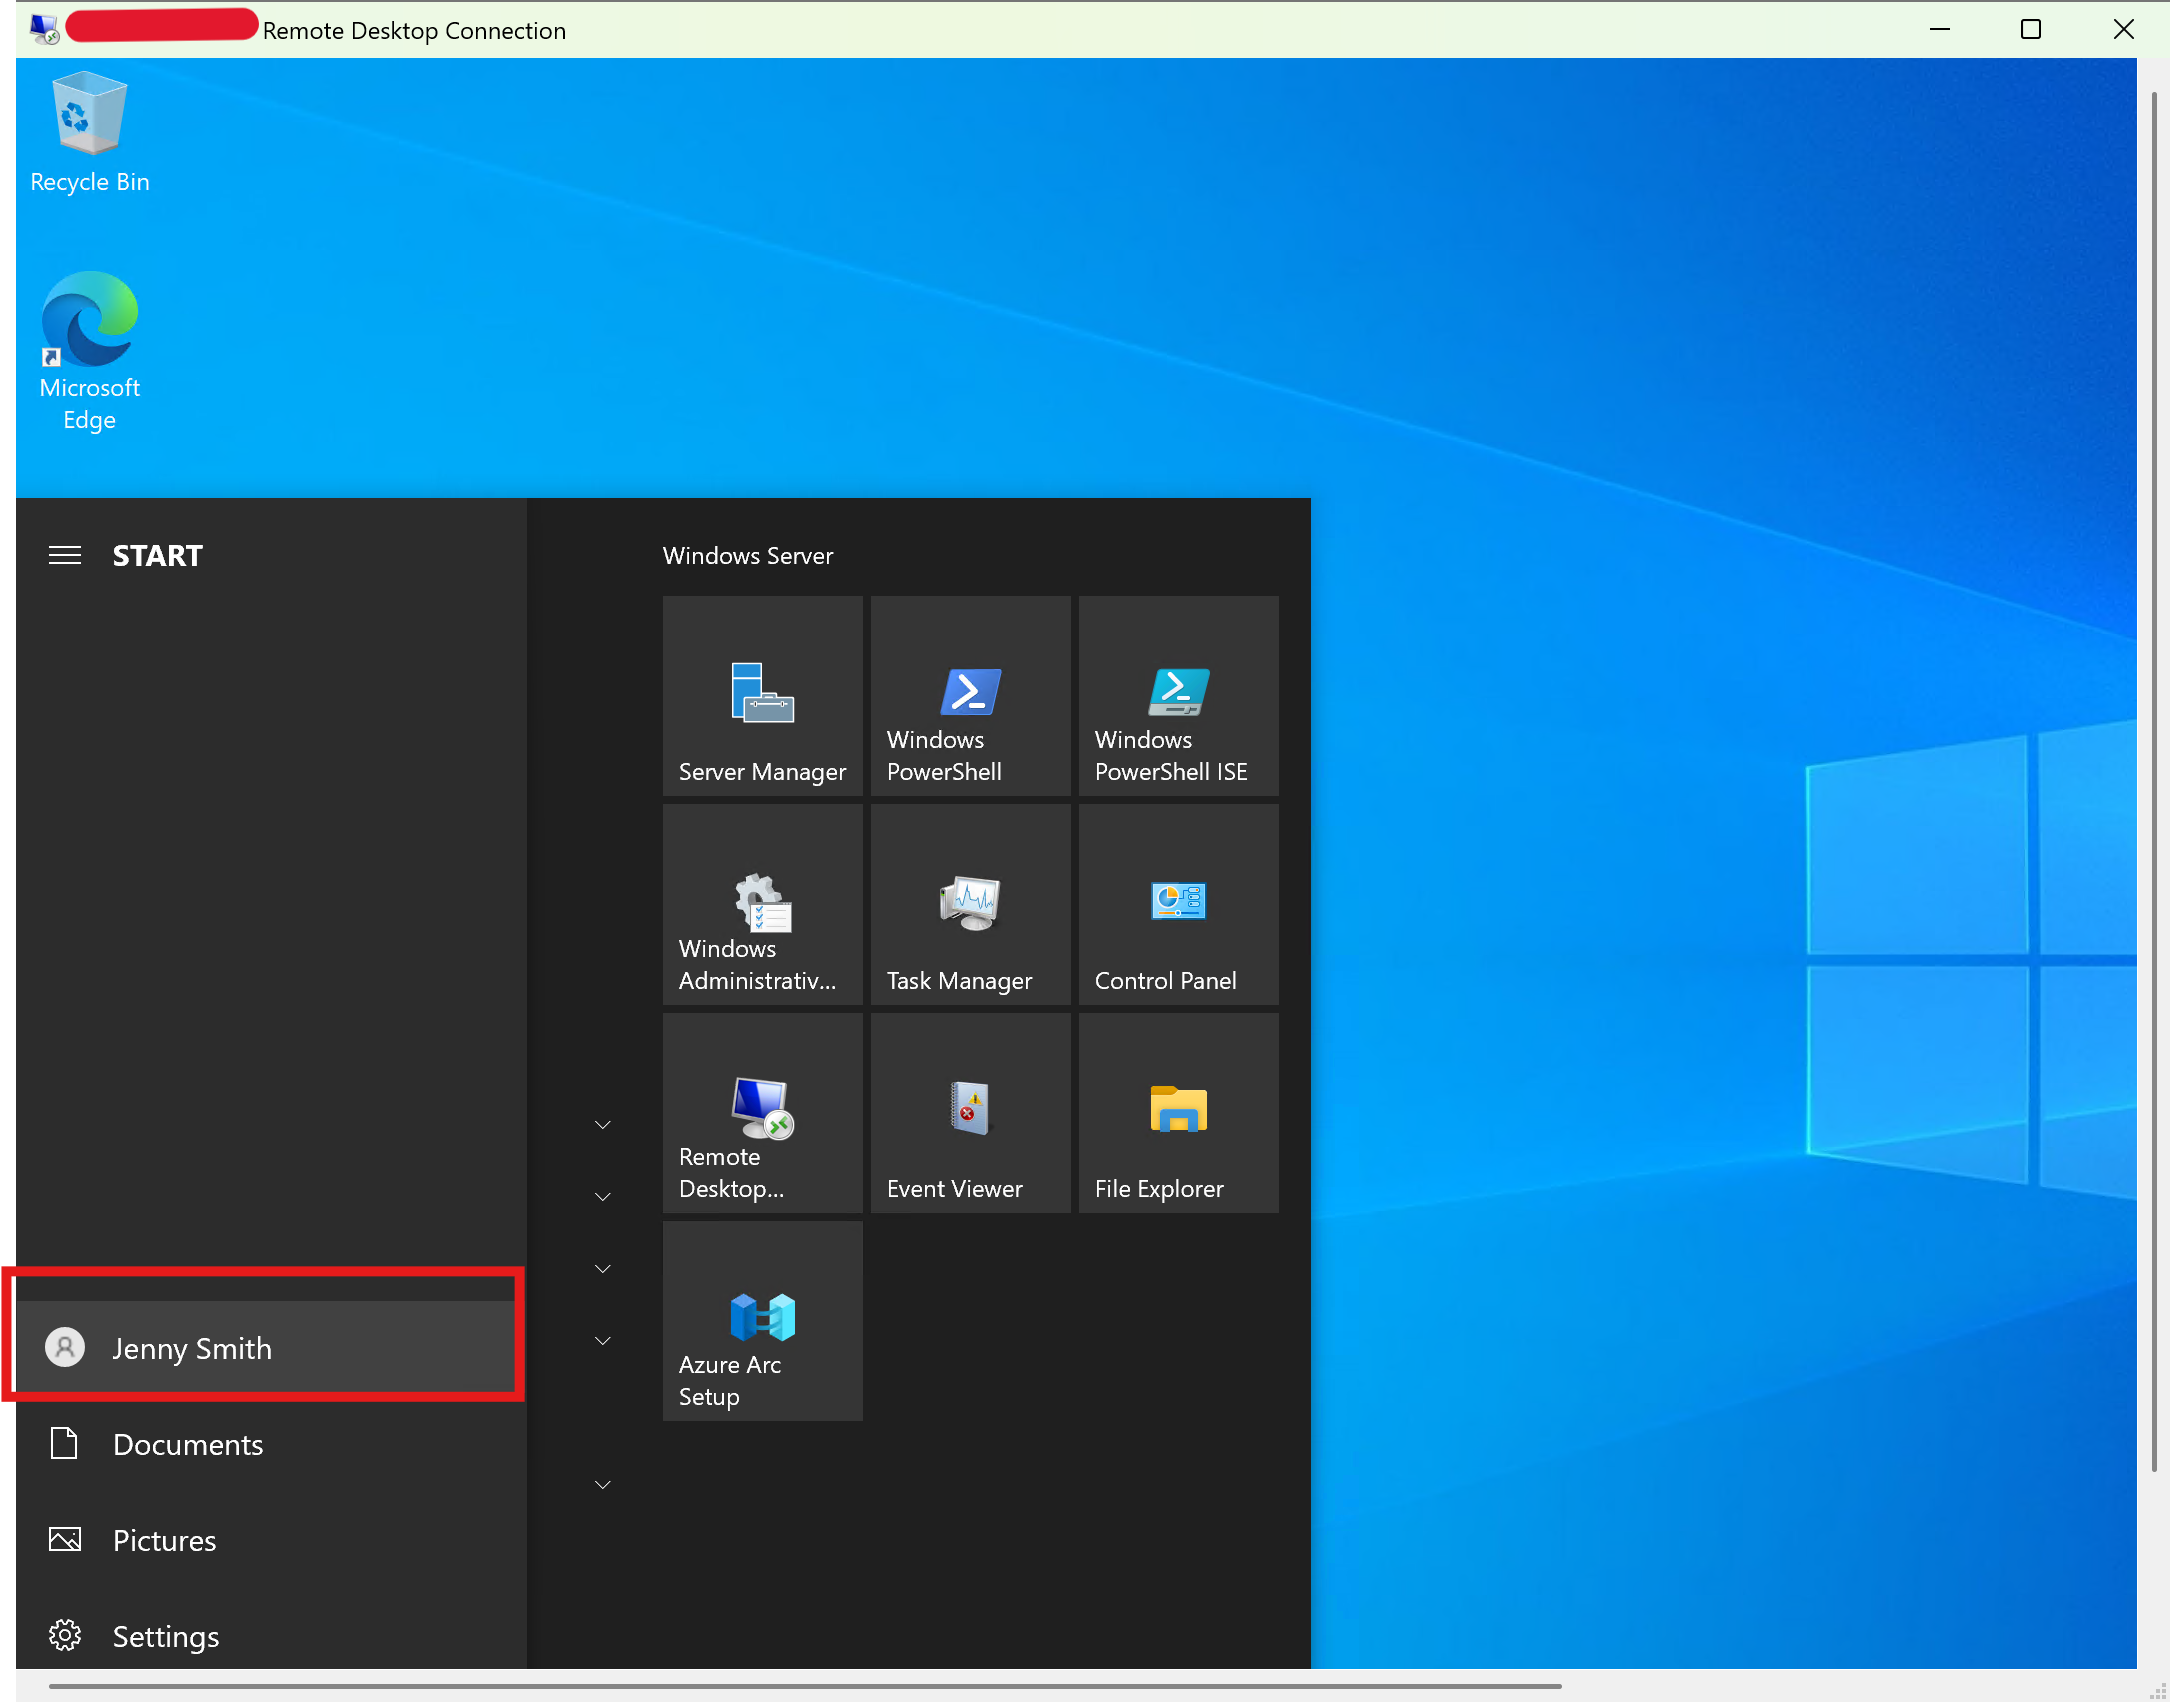 Remote Desktop Connection
Recycle Bin
Microsoft
Edge
START
Windows Server
Server Manager
Windows
PowerShell
Windows
PowerShell ISE
Windows
Administrativ...
Task Manager
Control Panel
Remote
Desktop...
Event Viewer
File Explorer
Azure Arc
Setup
Jenny Smith
Documents
Pictures
Settings